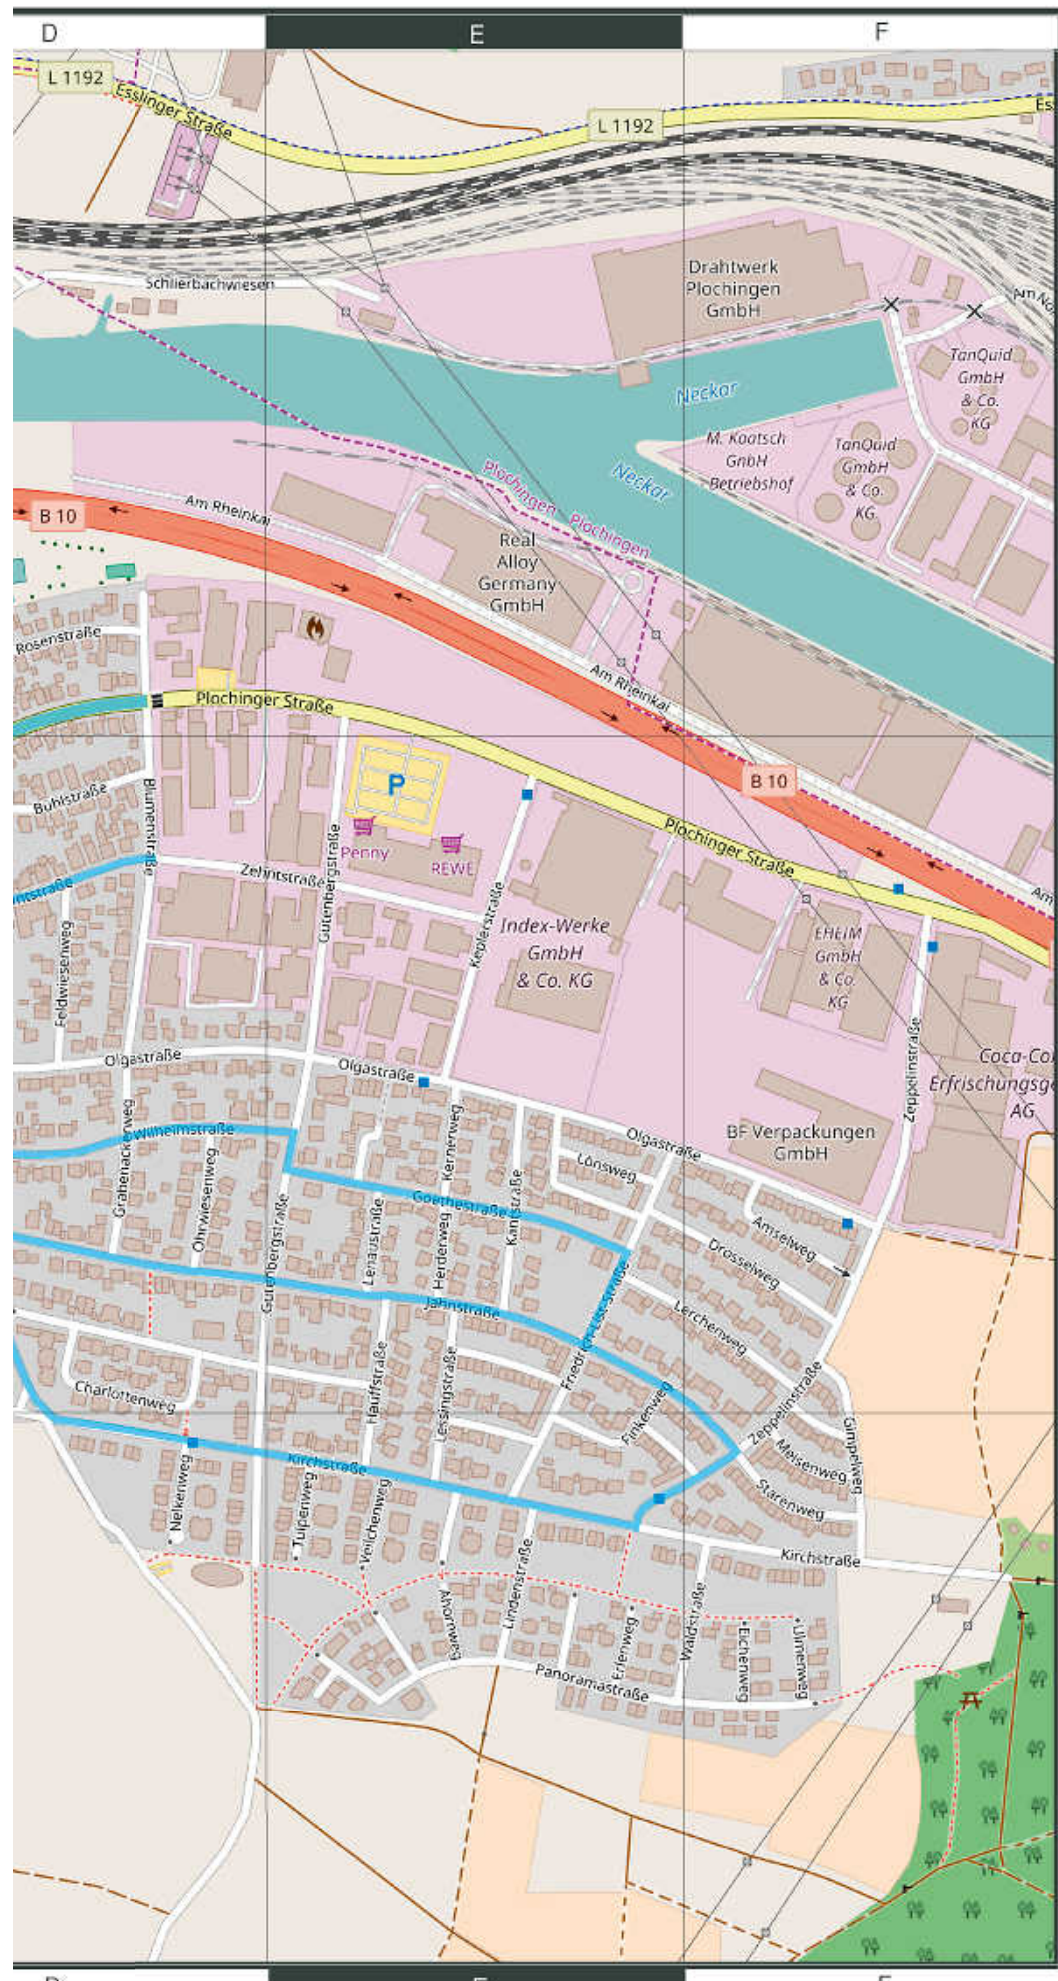 D
E
F
L 1192
Esslinger Straße
L 1192
Schlierbachwiesen
Drahtwerk
Plochingen
GmbH
TanQuid
GmbH
& Co.
KG
Neckar
M. Kaatsch
GnbH
Betriebshof
TanQuid
GmbH
& Co.
KG
Neckar
Plochingen
Plochingen
Am Rheinkai
B 10
Real
Alloy
Germany
GmbH
Rosenstraße
Am Rheinkai
Plochinger Straße
B 10
P
Penny
REWE
Buhlstraße
Blumenstraße
Zehntstraße
Gutenbergstraße
Keplerstraße
Plochinger Straße
Am
ntstraße
Feldwiesenweg
Index-Werke
GmbH
& Co. KG
EHEIM
GmbH
& Co.
KG
Zeppelinstraße
Olgastraße
Olgastraße
Erfrischungsge
AG
Grabenackerweg
Wilhelmstraße
Kernerweg
Olgastraße
BF Verpackungen
GmbH
Lönsweg
Ohrwiesenweg
Goethestraße
Kantstraße
Gutenbergstraße
Lenaustraße
Herderweg
Amselweg
Drosselweg
Jahnstraße
Friedrich-List-Straße
Lerchenweg
Charlottenweg
Hauffstraße
Lessingstraße
Finkenweg
Zeppelinstraße
Gimpelweg
Meisenweg
Starenweg
Kirchstraße
Nelkenweg
Tulpenweg
Veilchenweg
Lindenstraße
Kirchstraße
Ahornweg
Erlenweg
Waldstraße
Eichenweg
Ulmenweg
Panoramastraße